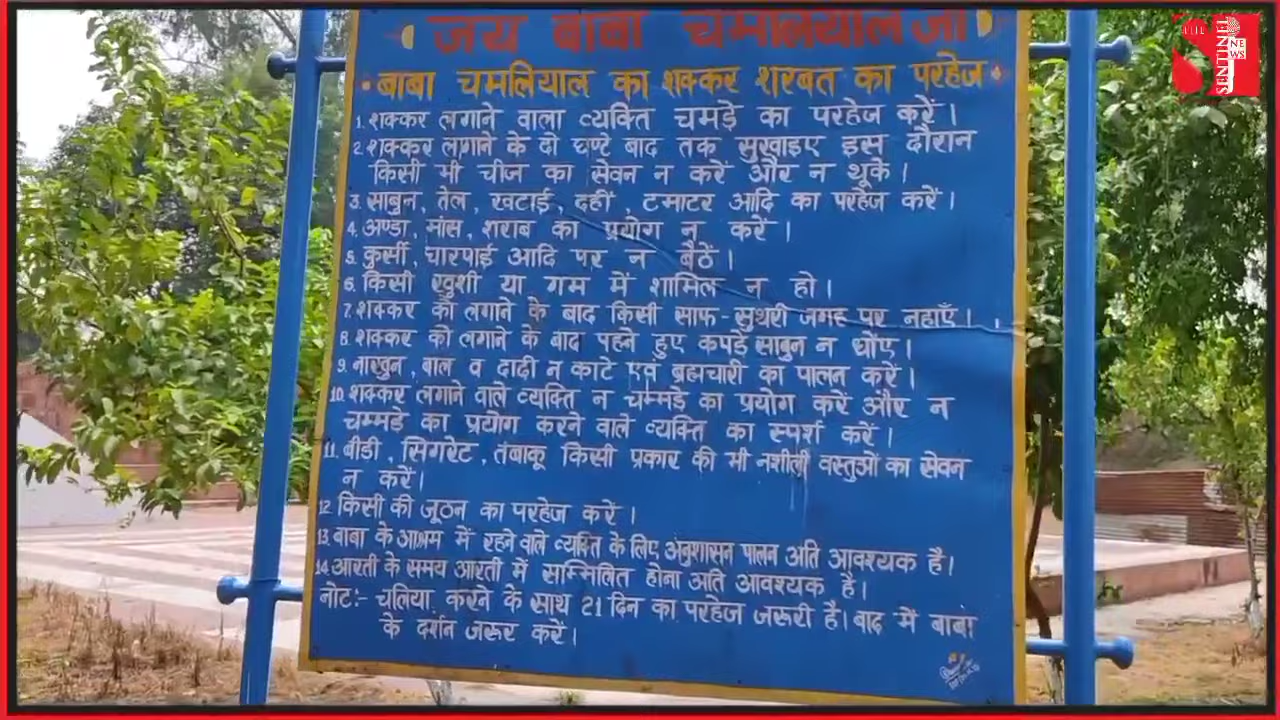 जय बाबा चमलियाल जी
बाबा चमलियाल का शक्कर शरबत का परहेज
1. शक्कर लगाने वाला व्यक्ति चमड़े का परहेज करें।
2. शक्कर लगाने के दो घण्टे बाद तक सुखाइए इस दौरान
किसी भी चीज का सेवन न करें और न थूके।
3. साबुन, तेल, खटाई, दही, टमाटर आदि का परहेज करें।
4. अण्डा, मांस, शराब का प्रयोग न करें।
5. कुर्सी, चारपाई आदि पर न बैठें।
6. किसी खुशी या गम में शामिल न हो।
7. शक्कर को लगाने के बाद किसी साफ-सुथरी जगह पर नहाएँ।
8. शक्कर को लगाने के बाद पहने हुए कपड़े साबुन न धोंए।
9. नाखुन, बाल व दाढी न काटे एवं ब्रह्मचारी का पालन करें।
10. शक्कर लगाने वाले व्यक्ति न चम्मड़े का प्रयोग करें और न
चम्मड़े का प्रयोग करने वाले व्यक्ति का स्पर्श करें।
11. बीडी, सिगरेट, तंबाकू किसी प्रकार की भी नशीली वस्तुओं का सेवन
न करें।
12. किसी की जूठन का परहेज करें।
13. बाबा के आश्रम में रहने वाले व्यक्ति के लिए अनुशासन पालन अति आवश्यक है।
14. आरती के समय आरती में सम्मिलित होना अति आवश्यक है।
नोट:- चलिया करने के साथ 21 दिन का परहेज जरूरी है। बाद में बाबा
के दर्शन जरूर करें।
SENTINEL
NEWS